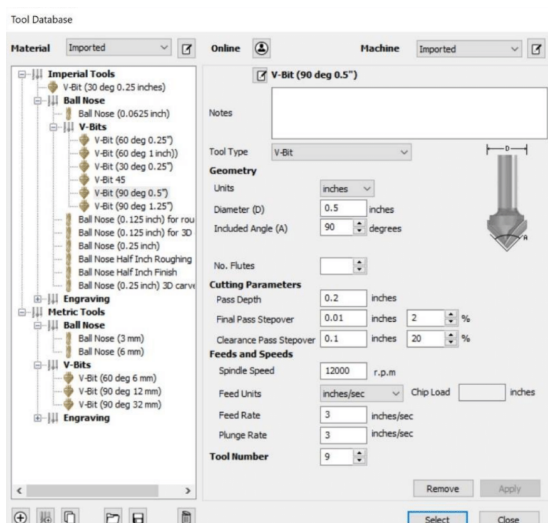 Tool Database
Material Imported Online Machine Imported
Imperial Tools
V-Bit (30 deg 0.25 inches)
Ball Nose
Ball Nose (0.0625 inch)
V-Bits
V-Bit (60 deg 0.25")
V-Bit (60 deg 1 inch))
V-Bit (30 deg 0.25")
V-Bit 45
V-Bit (90 deg 0.5")
V-Bit (90 deg 1.25")
Ball Nose (0.125 inch) for rou
Ball Nose (0.125 inch) for 3D
Ball Nose (0.25 inch)
Ball Nose Half Inch Roughing
Ball Nose Half Inch Finish
Ball Nose (0.25 inch) 3D carve
Engraving
Metric Tools
Ball Nose
Ball Nose (3 mm)
Ball Nose (6 mm)
V-Bits
V-Bit (60 deg 6 mm)
V-Bit (90 deg 12 mm)
V-Bit (90 deg 32 mm)
Engraving
V-Bit (90 deg 0.5")
Notes
Tool Type V-Bit
D
A
Geometry
Units inches
Diameter (D) 0.5 inches
Included Angle (A) 90 degrees
No. Flutes
Cutting Parameters
Pass Depth 0.2 inches
Final Pass Stepover 0.01 inches 2 %
Clearance Pass Stepover 0.1 inches 20 %
Feeds and Speeds
Spindle Speed 12000 r.p.m
Feed Units inches/sec Chip Load inches
Feed Rate 3 inches/sec
Plunge Rate 3 inches/sec
Tool Number 9
Remove Apply
Select Close